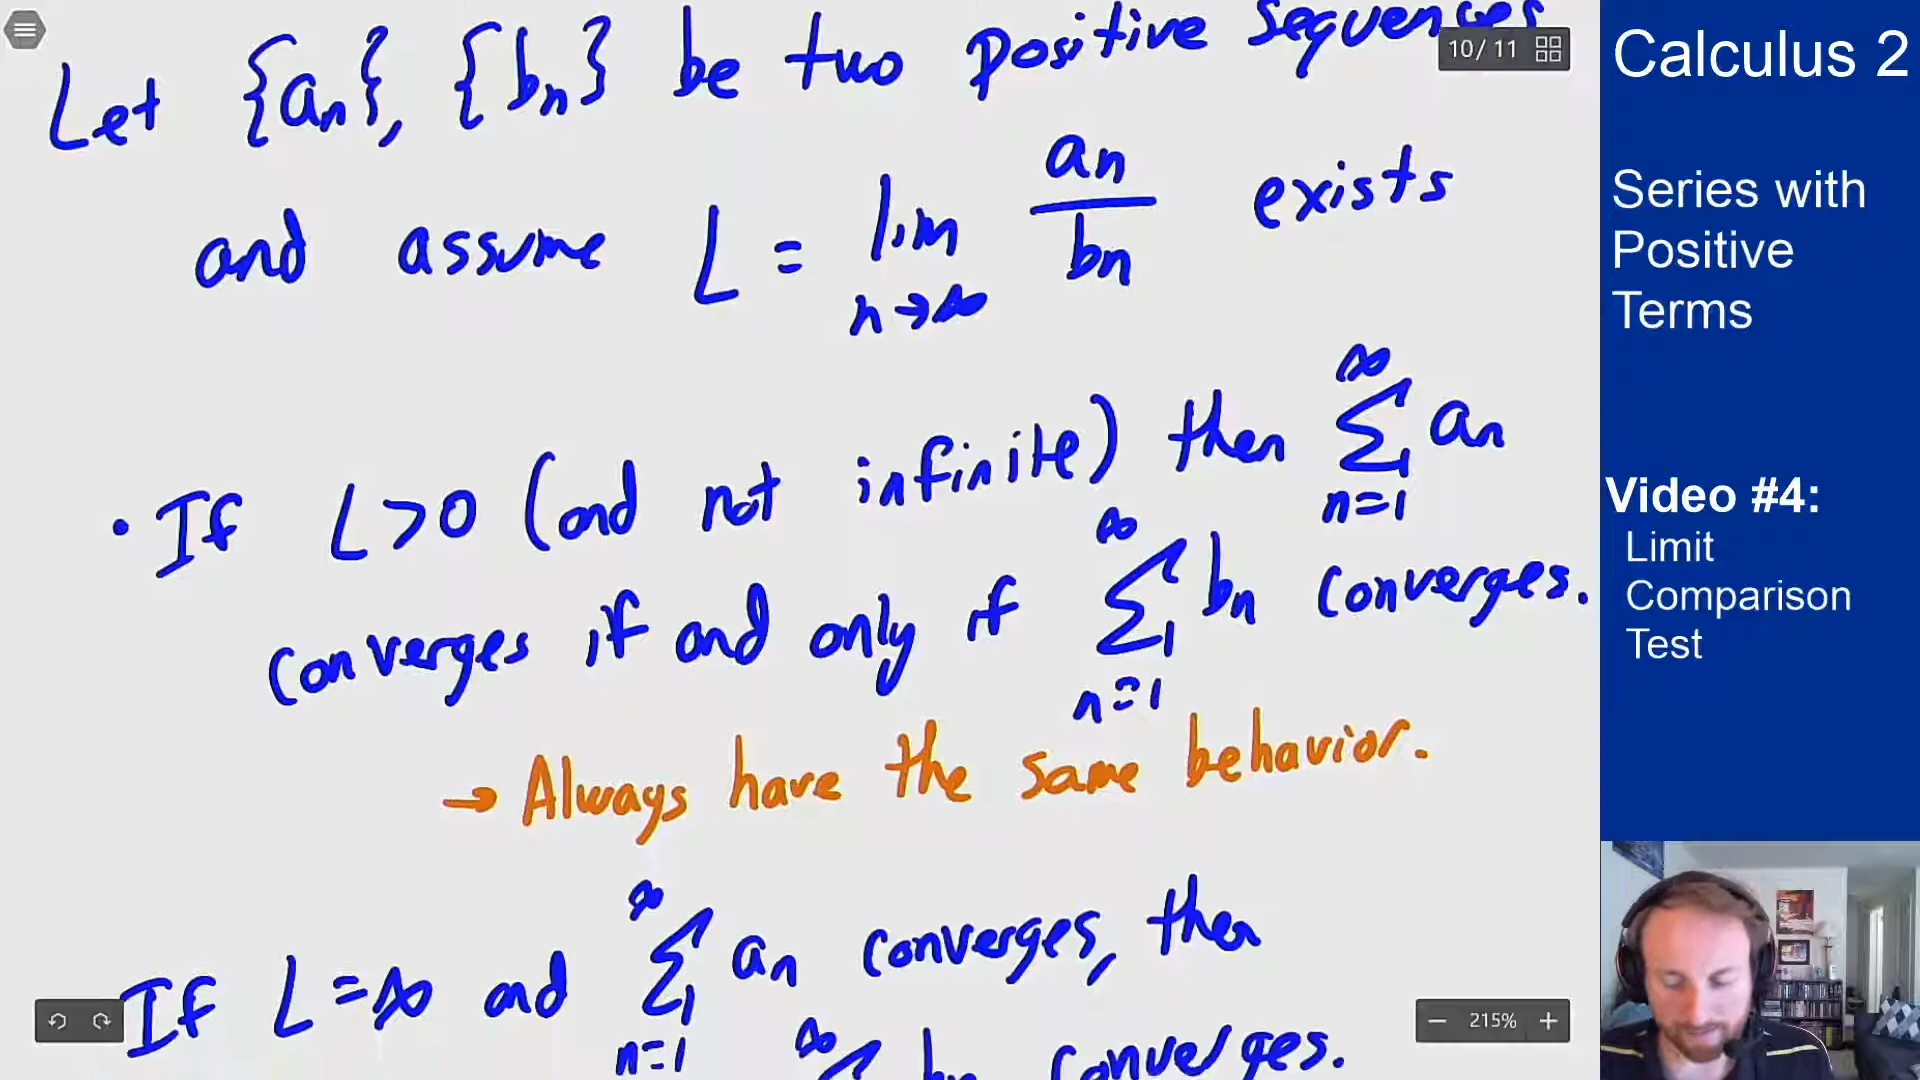 Let {an}, {bn} be two positive sequences
10 / 11
and assume L = lim n→∞ an/bn exists
• If L>0 (and not infinite) then ∞ Σ n=1 an
converges if and only if ∞ Σ n=1 bn converges.
→ Always have the same behavior.
If L=∞ and ∞ Σ n=1 an converges, then
∞ Σ bn converges.
215%
Calculus 2
Series with
Positive
Terms
Video #4:
Limit
Comparison
Test